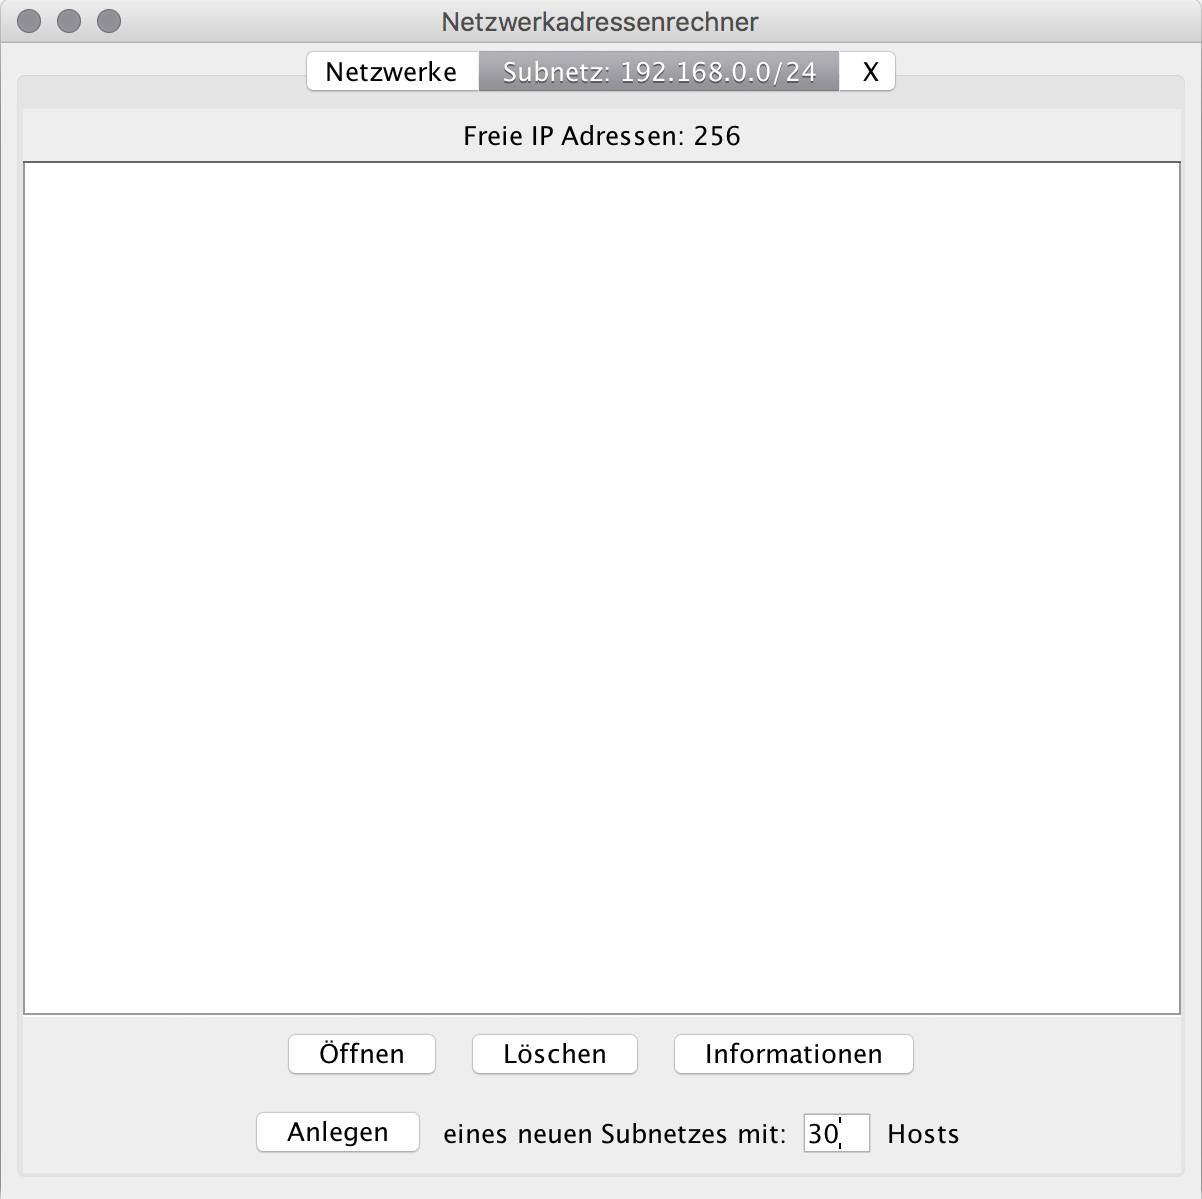 Netzwerkadressenrechner
Netzwerke Subnetz: 192.168.0.0/24 X
Freie IP Adressen: 256
Öffnen Löschen Informationen
Anlegen eines neuen Subnetzes mit: 30 Hosts